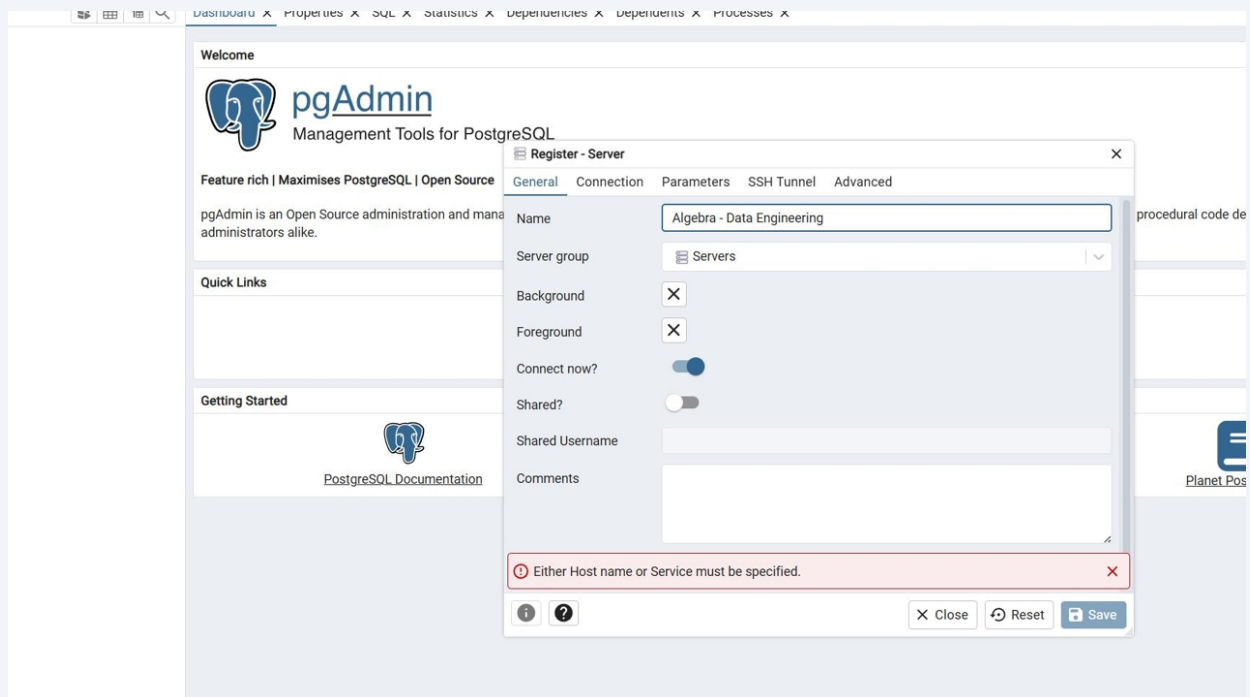 Dashboard X Properties X SQL X Statistics X Dependencies X Dependents X Processes X
Welcome
pgAdmin
Management Tools for PostgreSQL
Feature rich | Maximises PostgreSQL | Open Source
pgAdmin is an Open Source administration and mana
procedural code de
administrators alike.
Quick Links
Getting Started
PostgreSQL Documentation
Planet Pos
Register - Server
General Connection Parameters SSH Tunnel Advanced
Name Algebra - Data Engineering
Server group Servers
Background
Foreground
Connect now?
Shared?
Shared Username
Comments
Either Host name or Service must be specified.
Close Reset Save